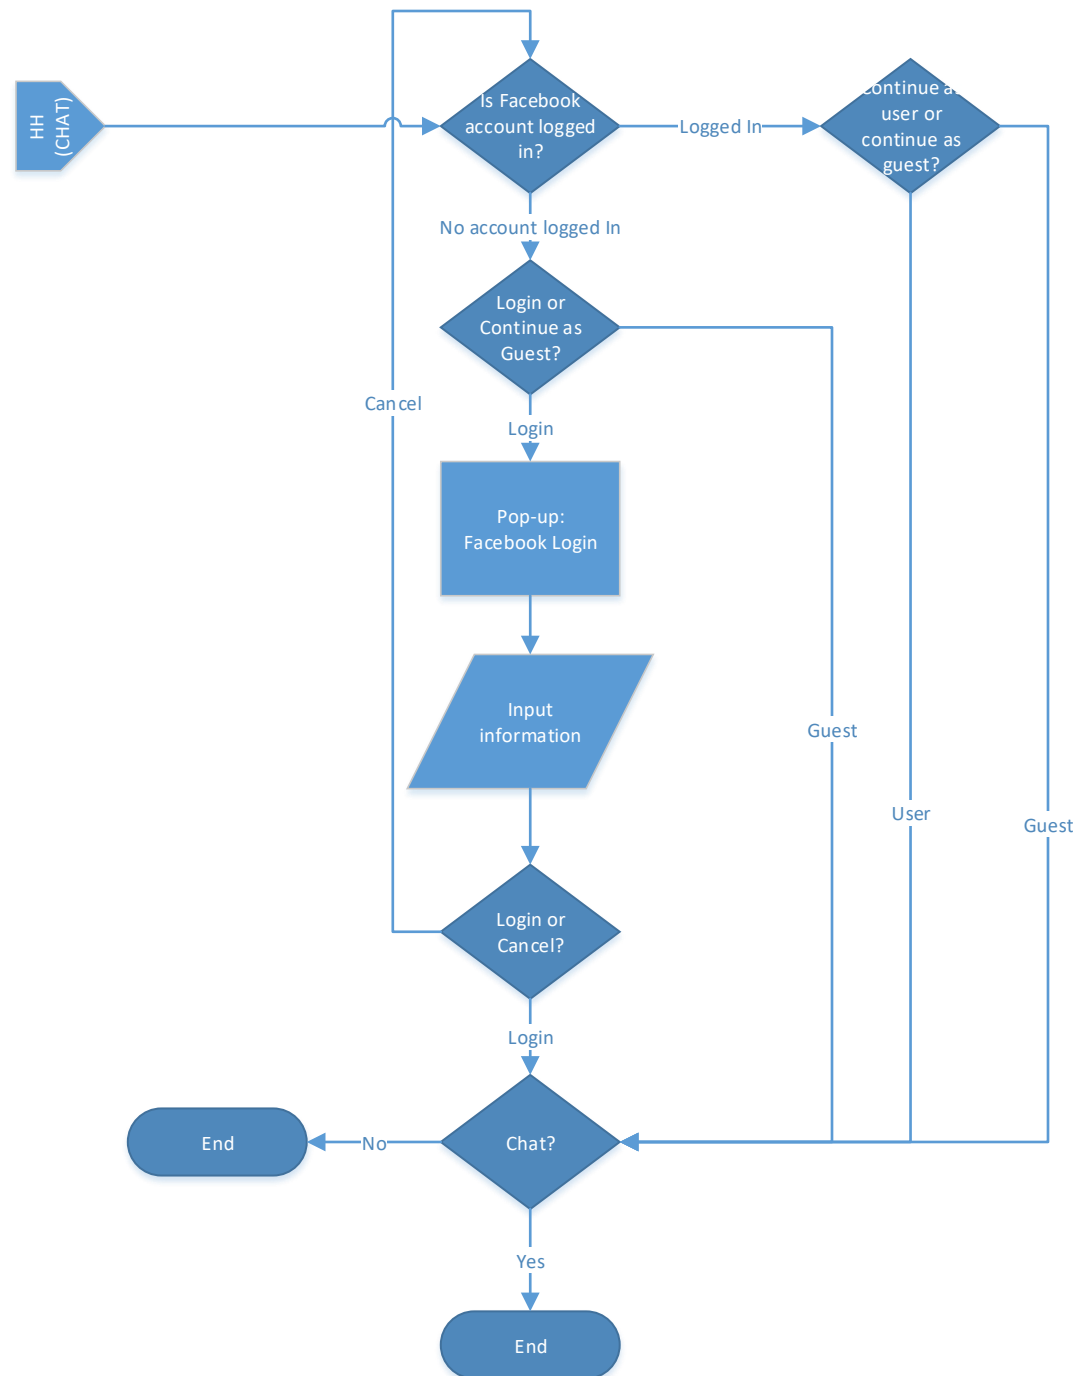 HH
(CHAT)
Is Facebook
account logged
in?
Logged In
Continue as
user or
continue as
guest?
No account logged In
Login or
Continue as
Guest?
Cancel
Login
Pop-up:
Facebook Login
Input
information
Guest
User
Guest
Login or
Cancel?
Login
End
No
Chat?
Yes
End